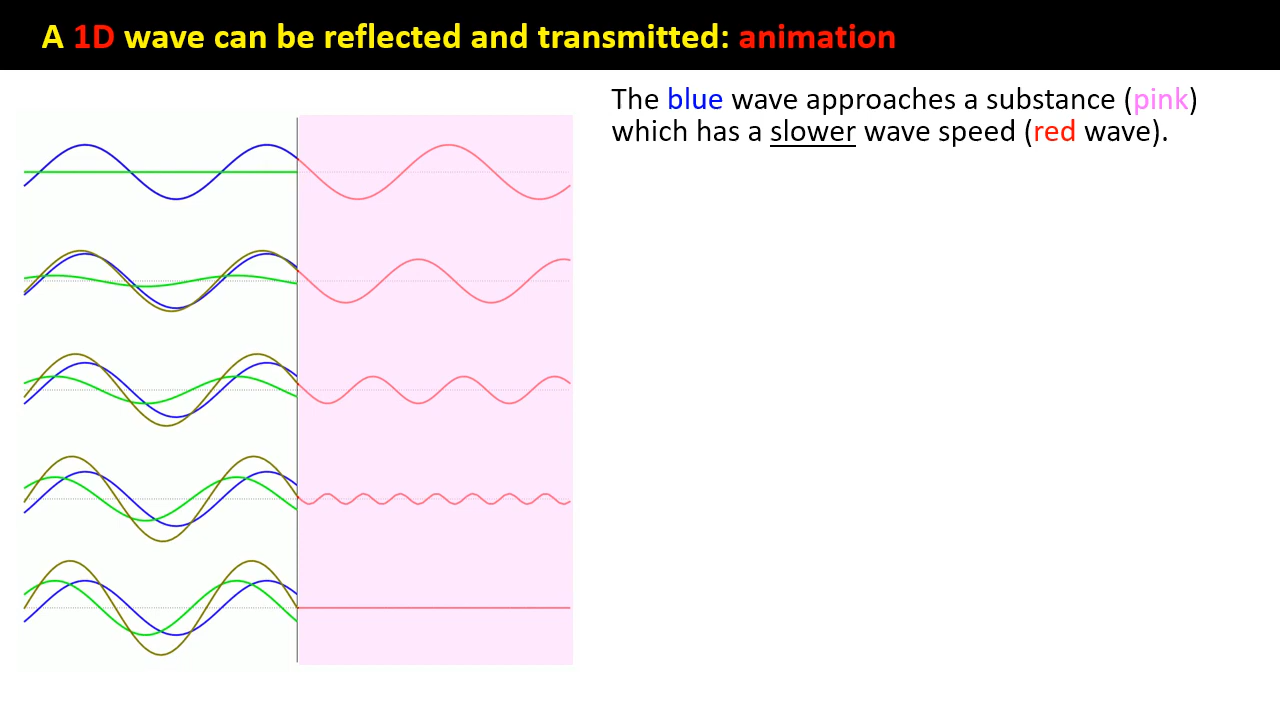 A 1D wave can be reflected and transmitted: animation
The blue wave approaches a substance (pink)
which has a slower wave speed (red wave).